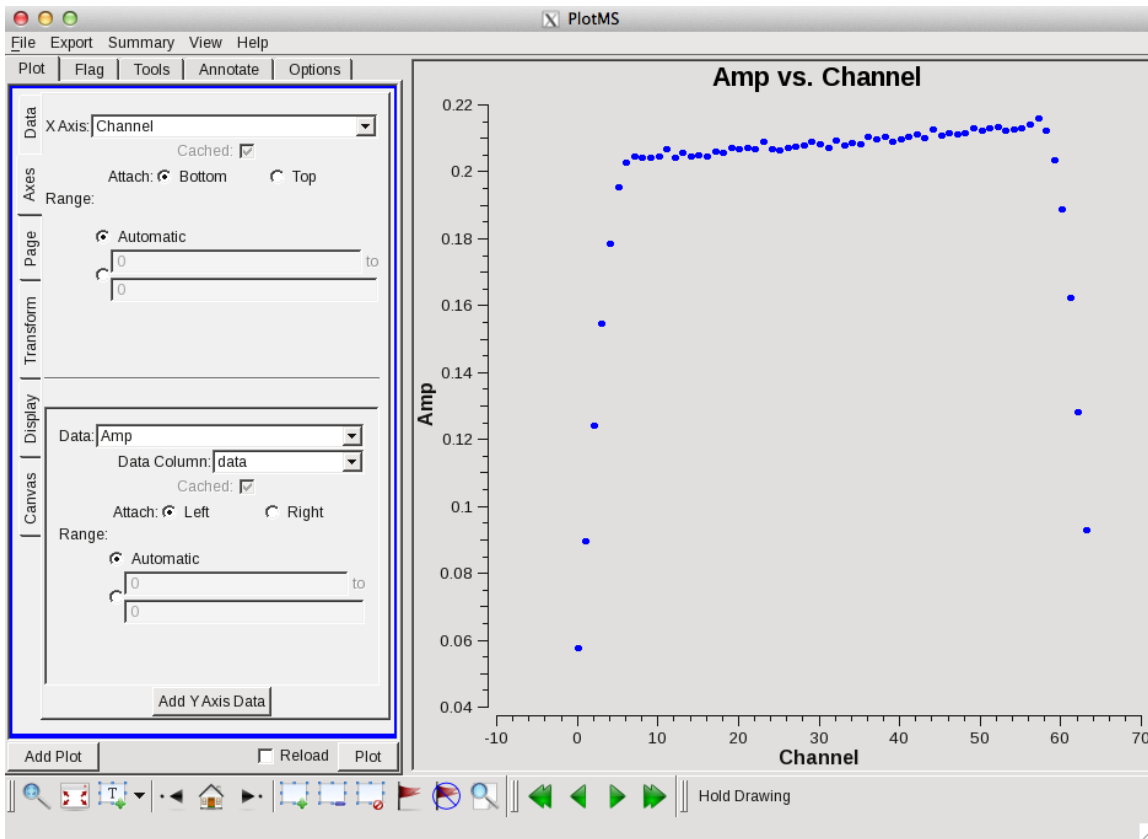 PlotMS
File Export Summary View Help
Plot Flag Tools Annotate Options
Data
Axes
Page
Transform
Display
Canvas
X Axis: Channel
Cached:
Attach: Bottom Top
Range:
Automatic
0 to
0
Data: Amp
Data Column: data
Cached:
Attach: Left Right
Range:
Automatic
0 to
0
Add Y Axis Data
Add Plot Reload Plot
Amp vs. Channel
Amp
0.22
0.2
0.18
0.16
0.14
0.12
0.1
0.08
0.06
0.04
-10 0 10 20 30 40 50 60 70
Channel
T
Hold Drawing